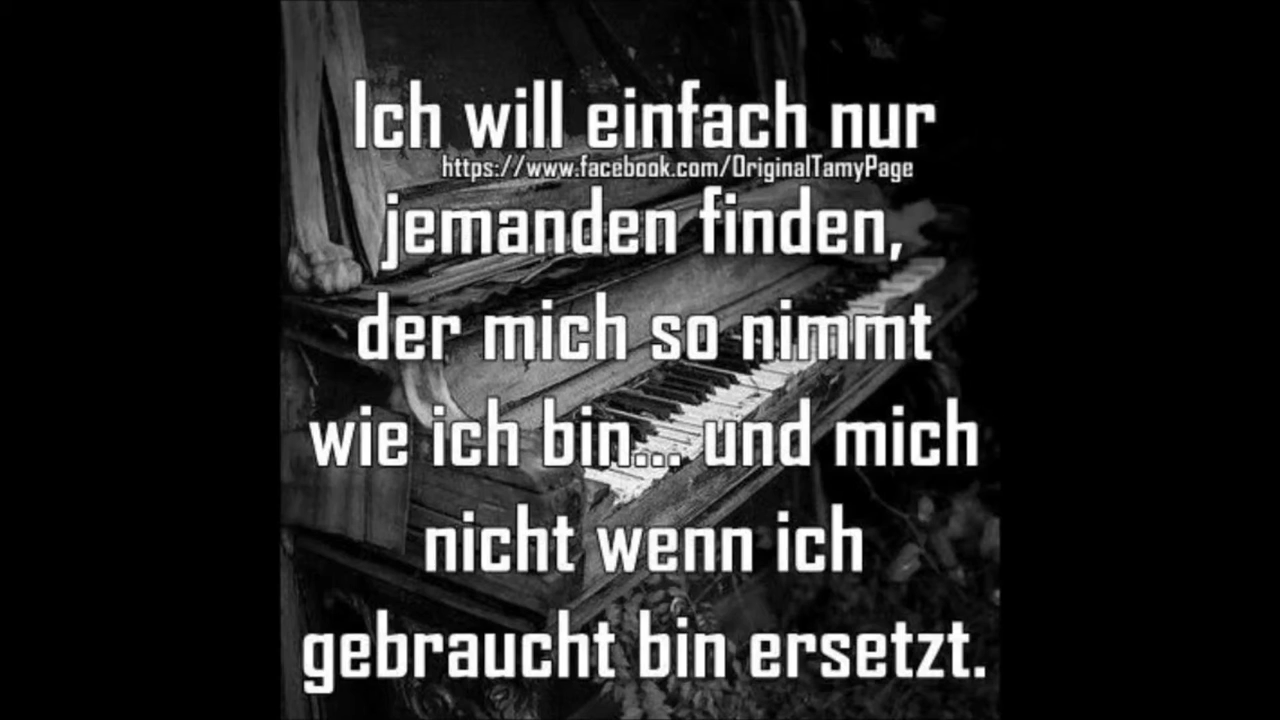 Ich will einfach nur
https://www.facebook.com/OriginalTamyPage
jemanden finden,
der mich so nimmt
wie ich bin... und mich
nicht wenn ich
gebraucht bin ersetzt.